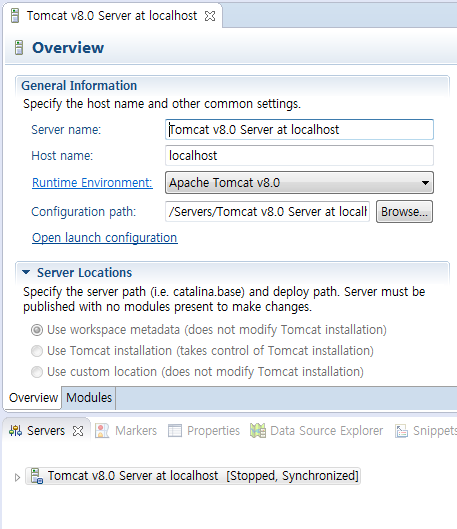 Tomcat v8.0 Server at localhost
Overview
General Information
Specify the host name and other common settings.
Server name: Tomcat v8.0 Server at localhost
Host name: localhost
Runtime Environment: Apache Tomcat v8.0
Configuration path: /Servers/Tomcat v8.0 Server at localh Browse...
Open launch configuration
Server Locations
Specify the server path (i.e. catalina.base) and deploy path. Server must be
published with no modules present to make changes.
Use workspace metadata (does not modify Tomcat installation)
Use Tomcat installation (takes control of Tomcat installation)
Use custom location (does not modify Tomcat installation)
Overview Modules
Servers Markers Properties Data Source Explorer Snippets
Tomcat v8.0 Server at localhost [Stopped, Synchronized]